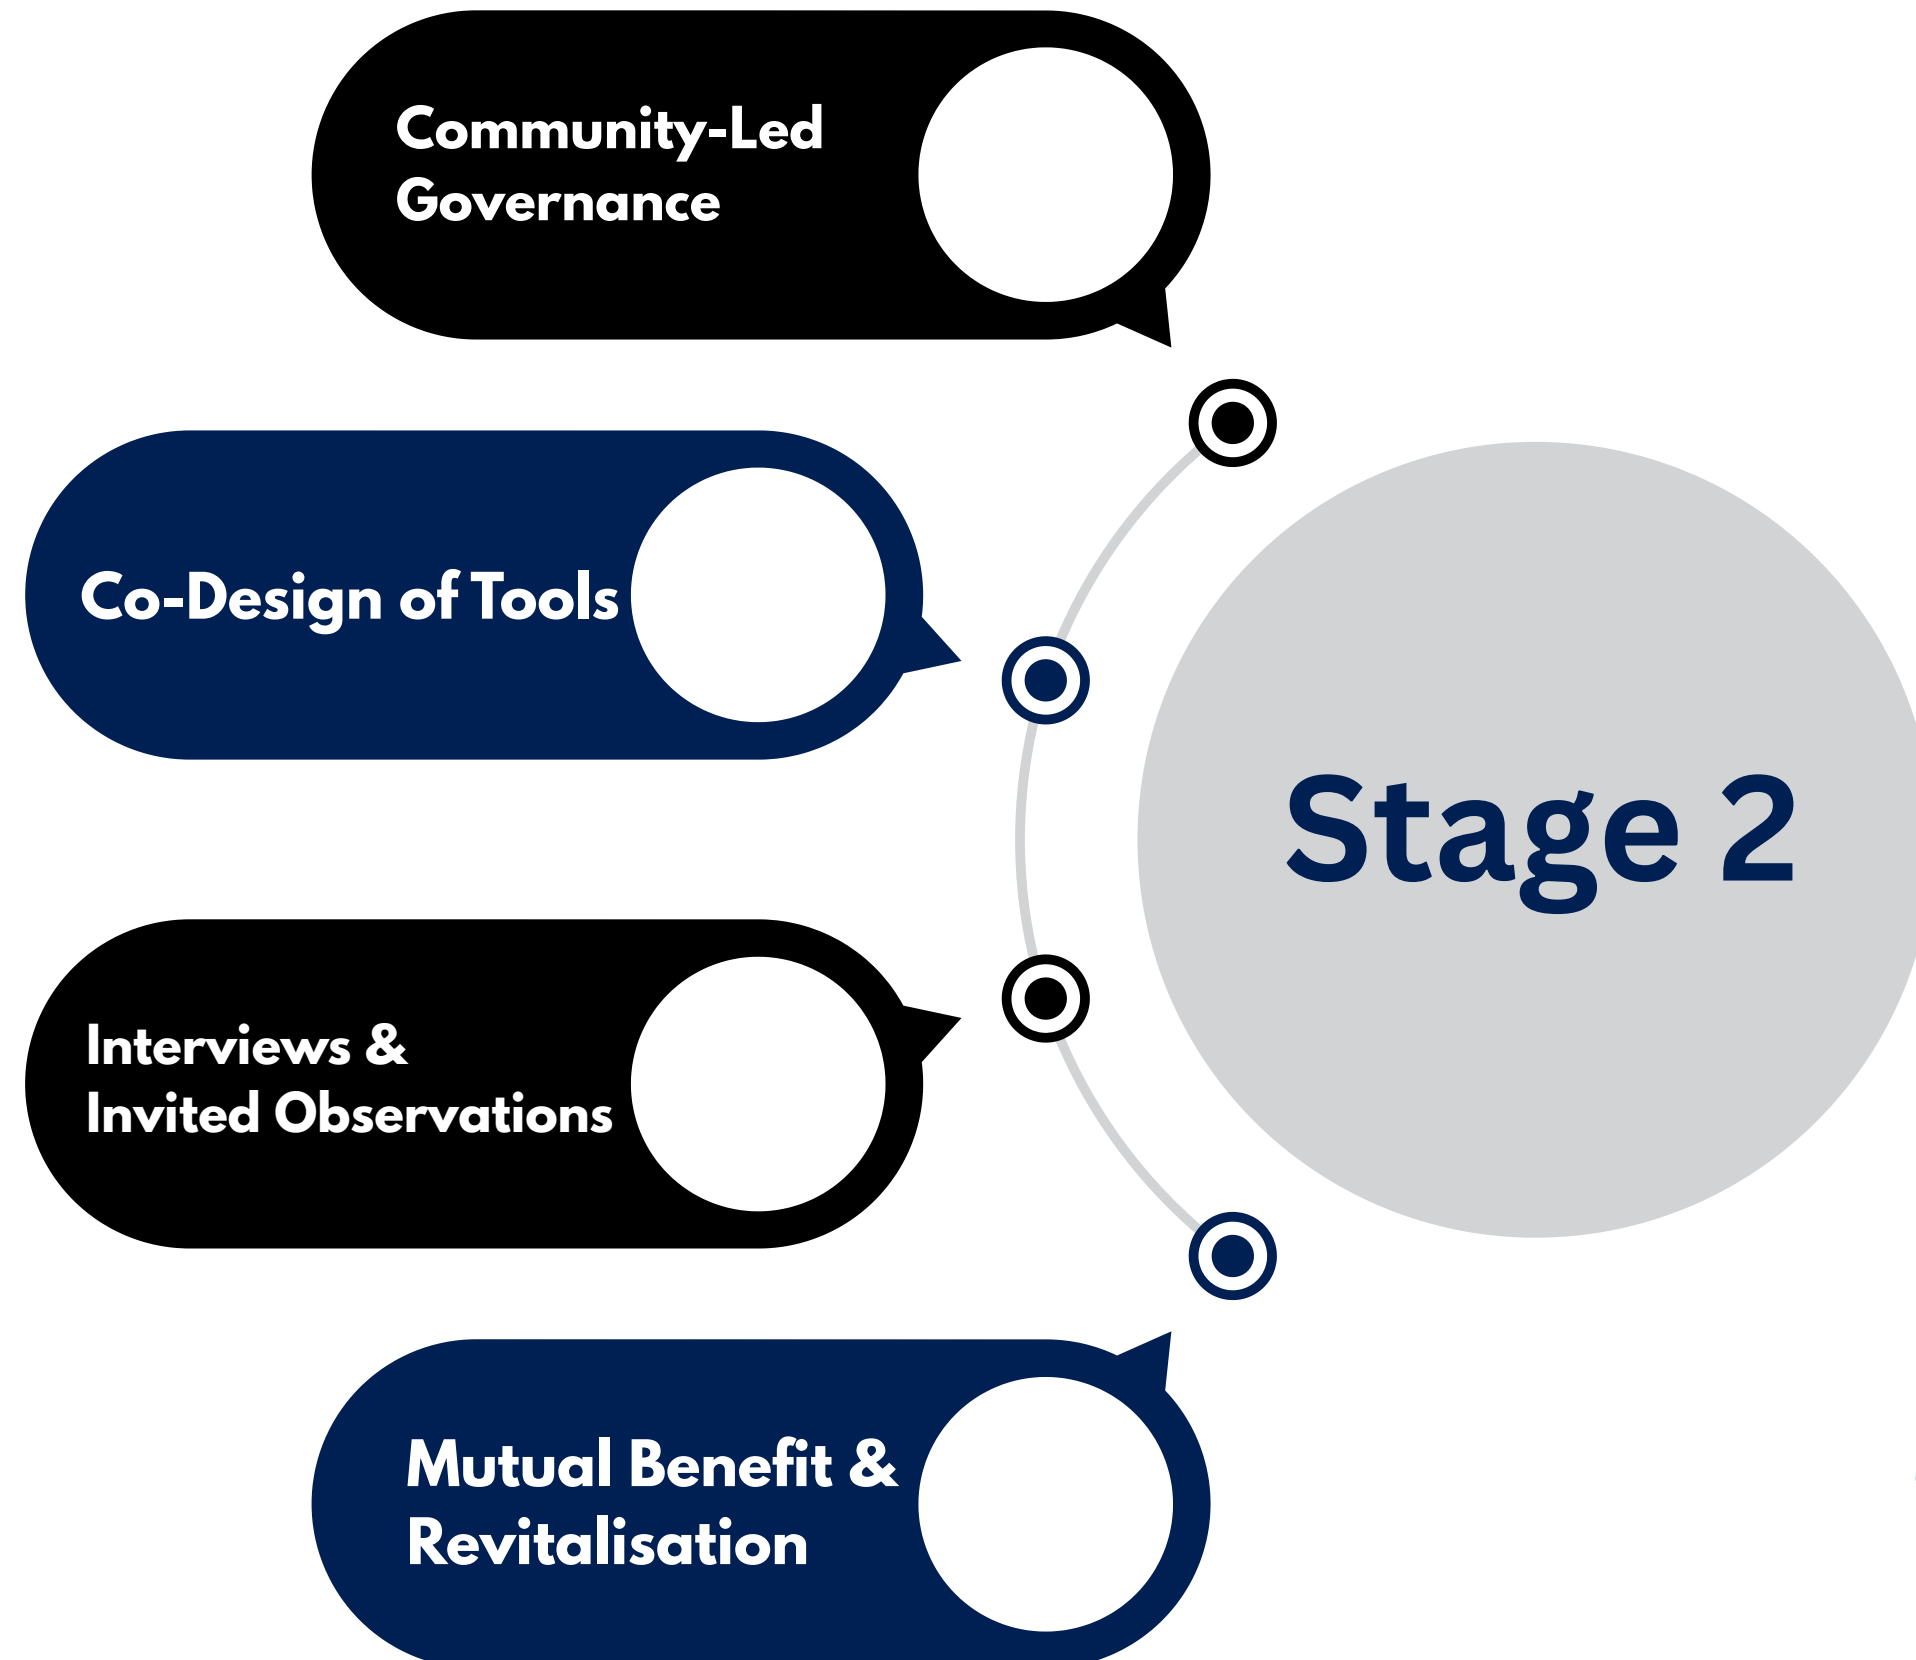 Community-Led
Governance
Co-Design of Tools
Stage 2
Interviews &
Invited Observations
Mutual Benefit &
Revitalisation